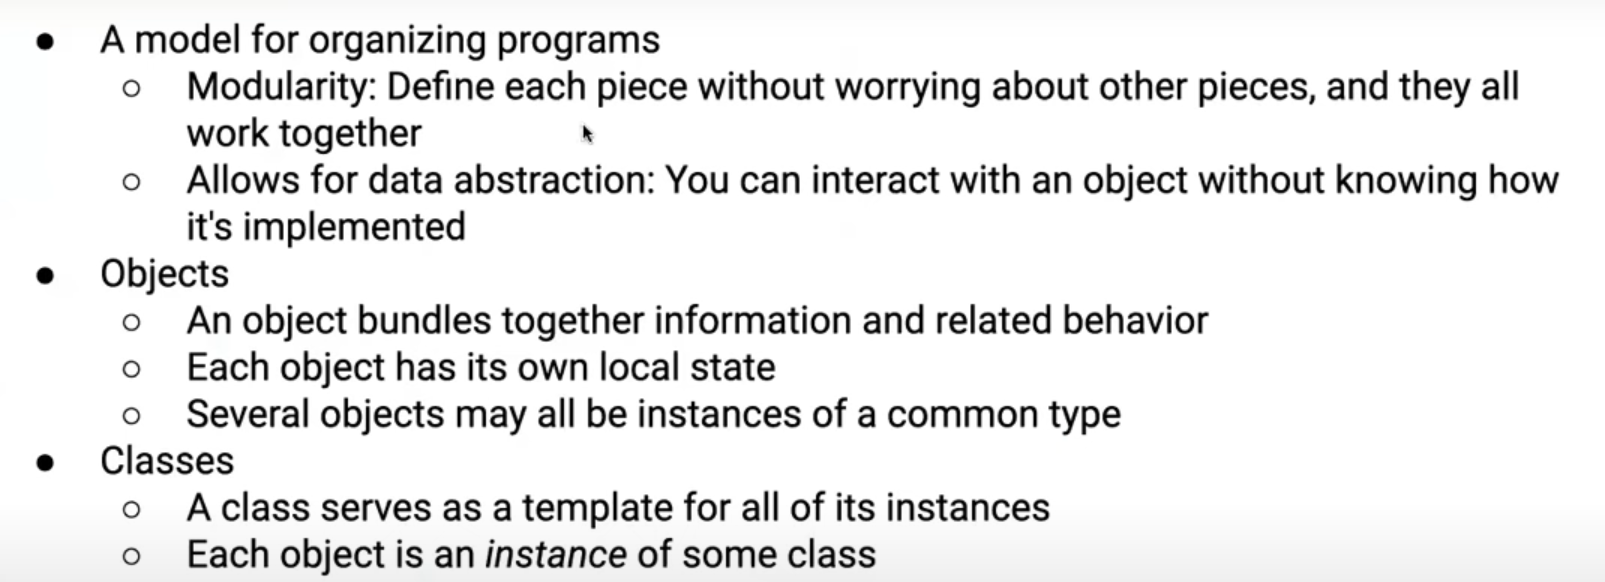 ● A model for organizing programs
○ Modularity: Define each piece without worrying about other pieces, and they all
work together
○ Allows for data abstraction: You can interact with an object without knowing how
it's implemented
● Objects
○ An object bundles together information and related behavior
○ Each object has its own local state
○ Several objects may all be instances of a common type
● Classes
○ A class serves as a template for all of its instances
○ Each object is an instance of some class